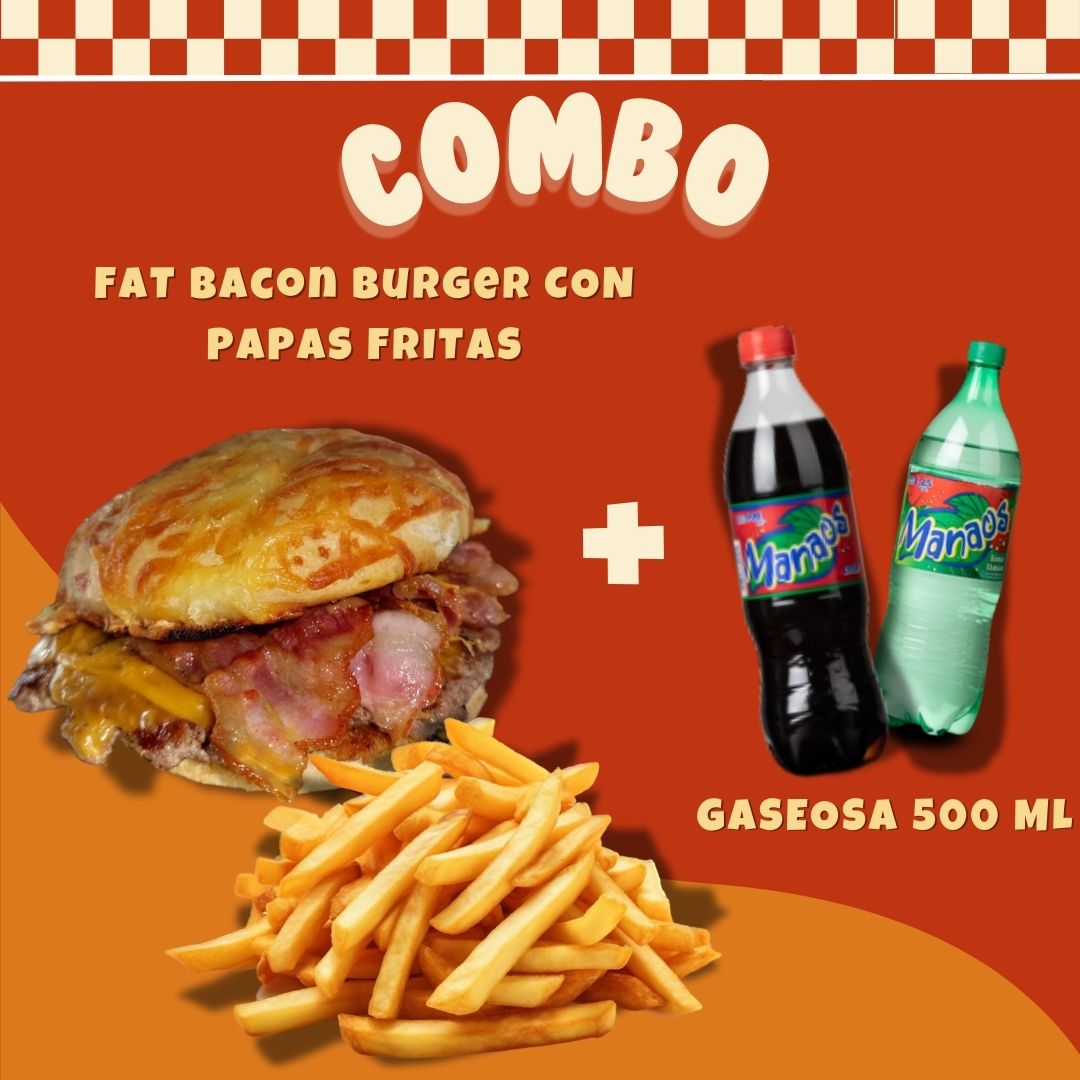 COMBO
FAT BACON BURGER CON
PAPAS FRITAS
Manaos
Manaos
GASEOSA 500 ML